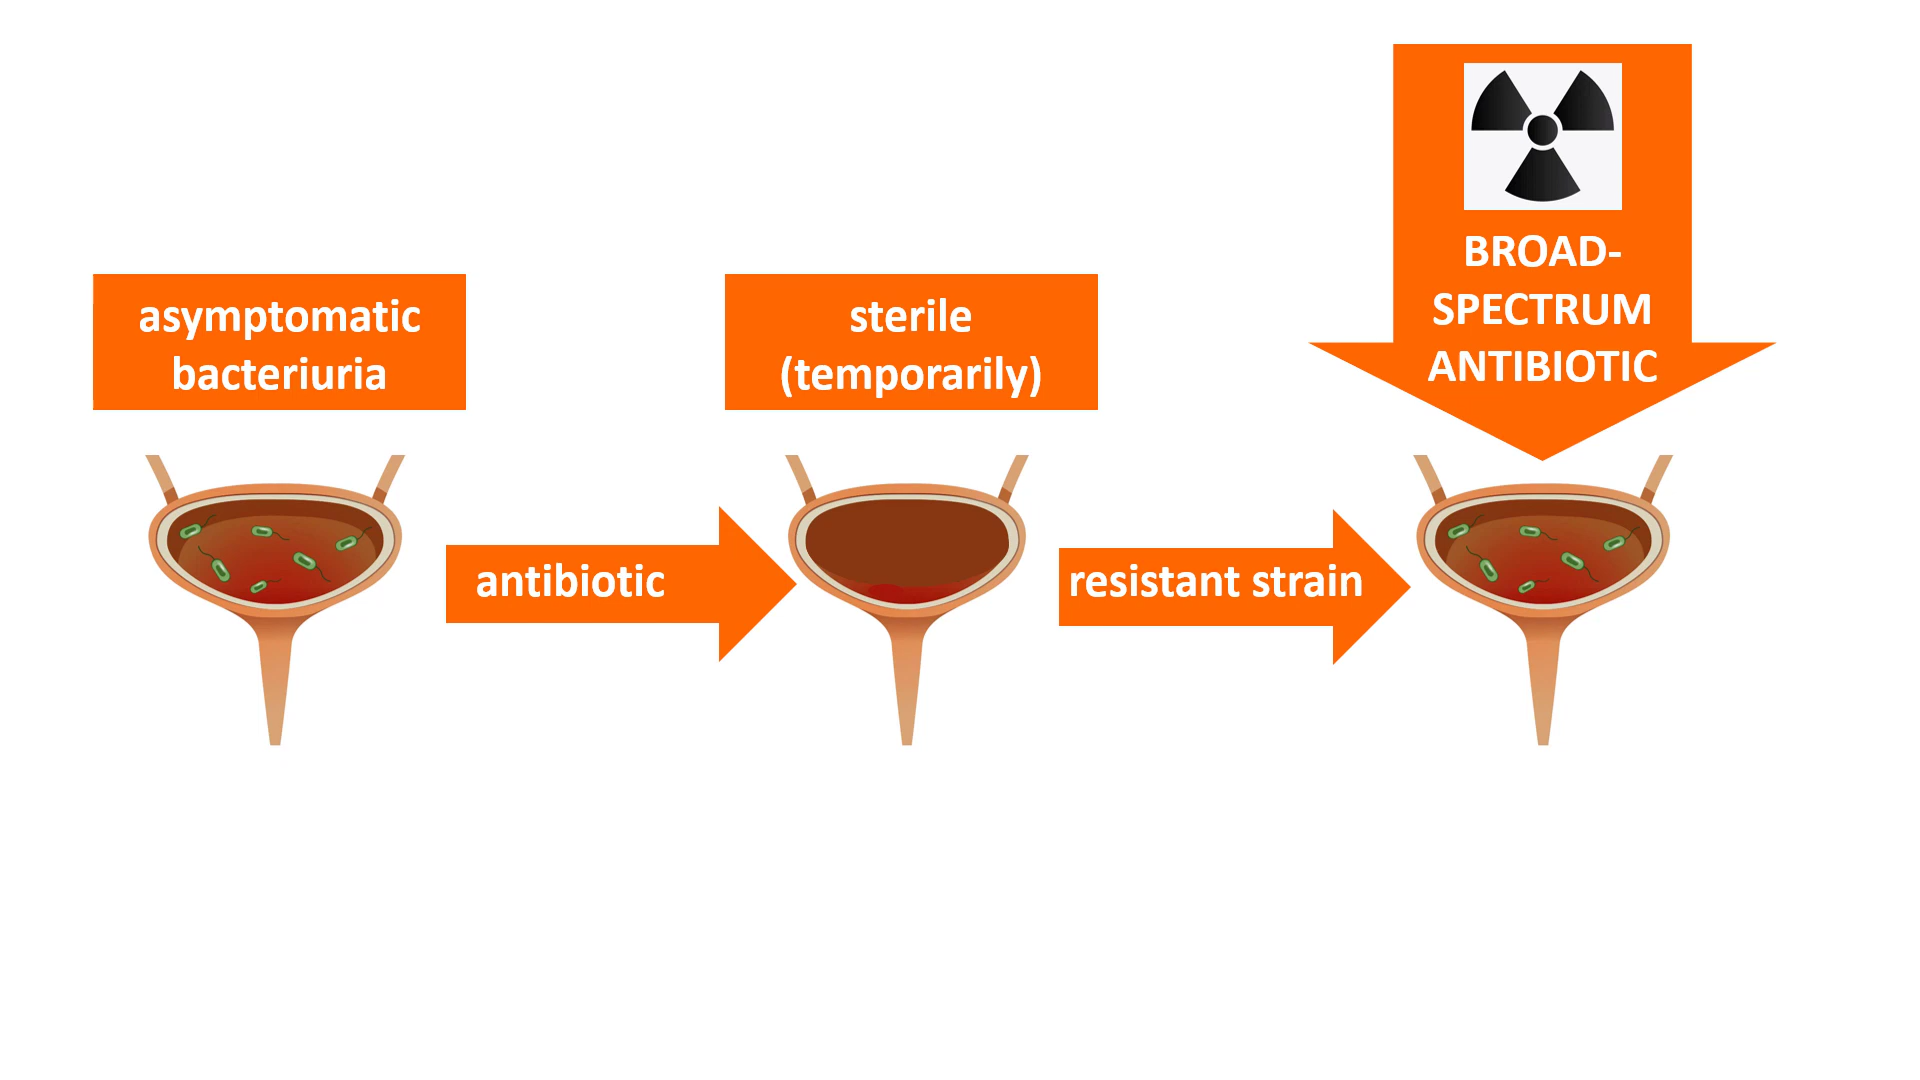 asymptomatic
bacteriuria
antibiotic
sterile
(temporarily)
resistant strain
BROAD-
SPECTRUM
ANTIBIOTIC